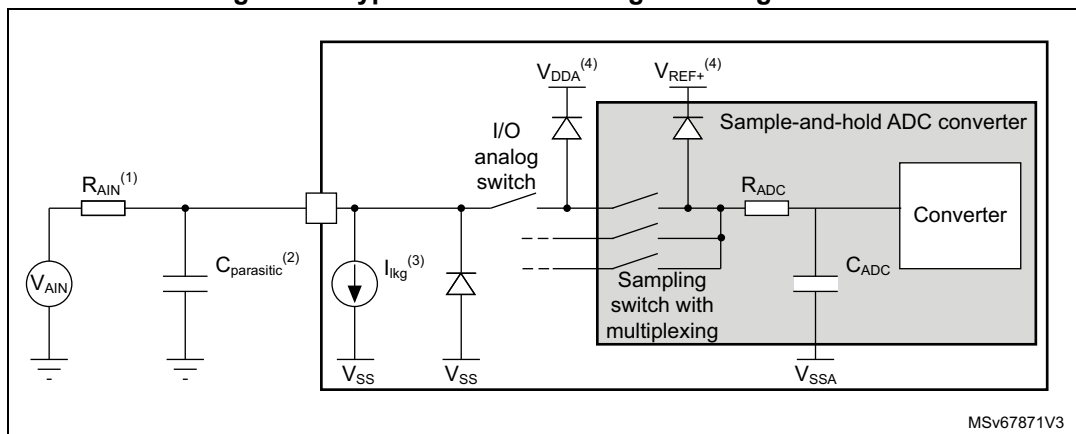 V_DDA^(4)
V_REF+^(4)
Sample-and-hold ADC converter
I/O
analog
switch
R_AIN^(1)
R_ADC
Converter
V_AIN
C_parasitic^(2)
I_lkg^(3)
C_ADC
Sampling
switch with
multiplexing
V_SS
V_SS
V_SSA
MSv67871V3